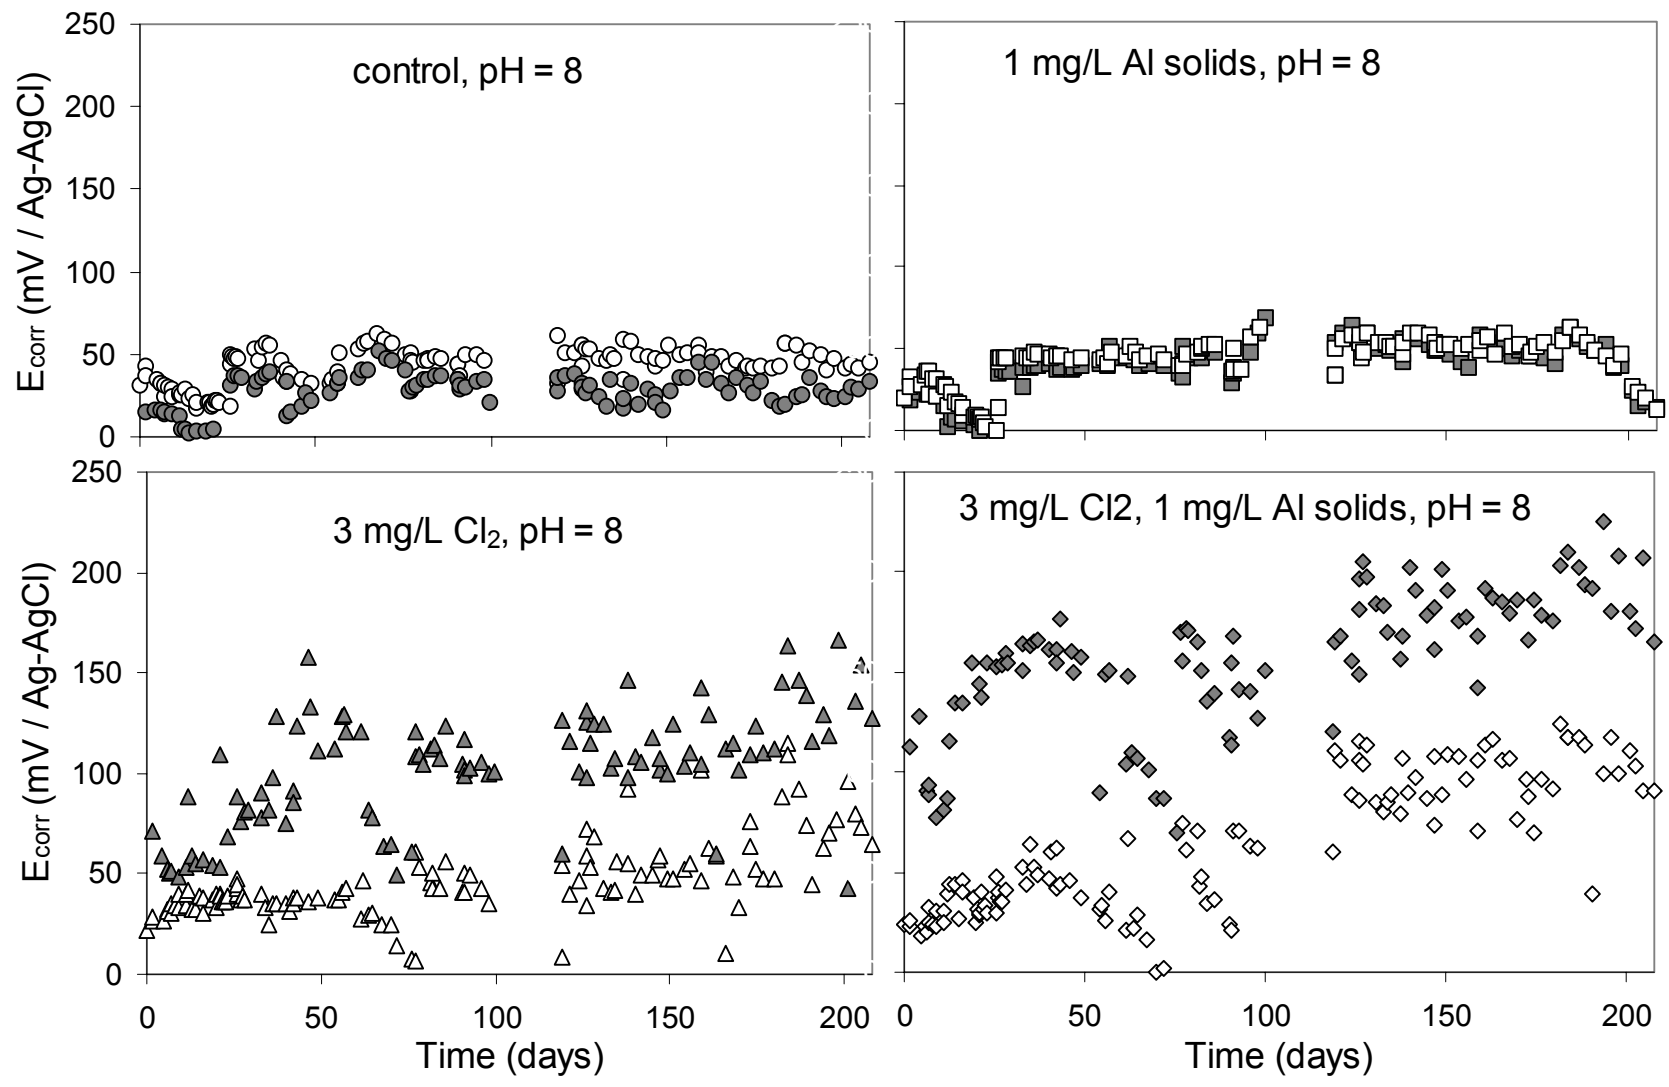 250
200
150
100
50
0
Ecorr (mV / Ag-AgCl)
control, pH = 8
1 mg/L Al solids, pH = 8
250
200
150
100
50
0
Ecorr (mV / Ag-AgCl)
3 mg/L Cl2, pH = 8
3 mg/L Cl2, 1 mg/L Al solids, pH = 8
0 50 100 150 200
Time (days)
0 50 100 150 200
Time (days)